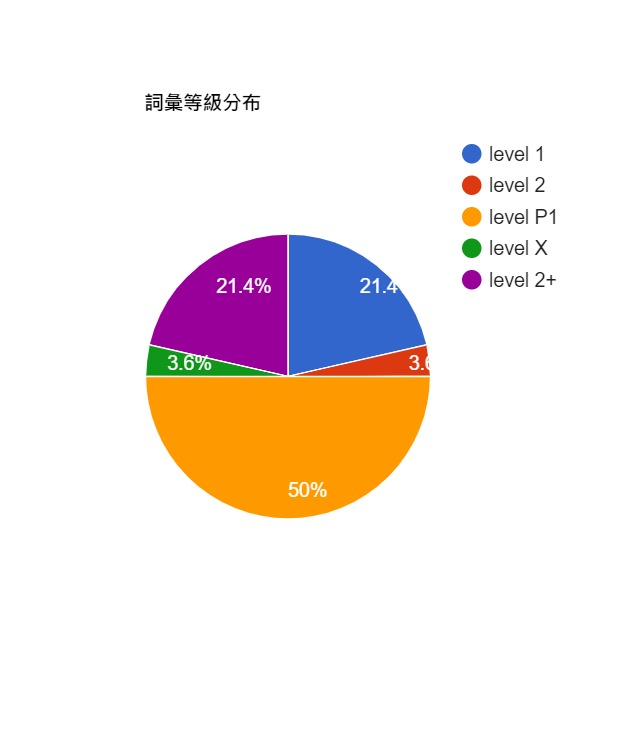 詞彙等級分布
level 1
level 2
level P1
level X
level 2+
21.4%
21.4
3.6%
3.6
50%